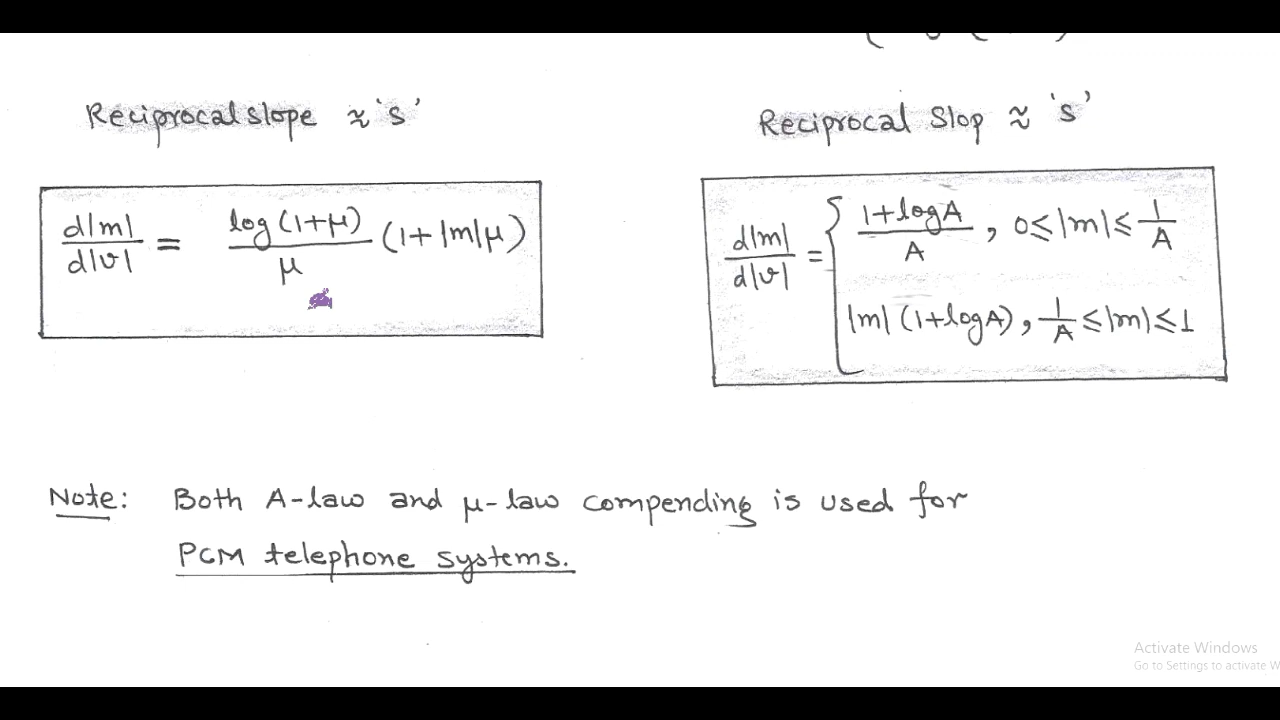 Reciprocal slope ≈ 's'
d|m|/d|v| = log(1+μ)/μ (1+|m|μ)
Reciprocal Slop ≈ 's'
d|m|/d|v| = { 1+logA/A , 0≤|m|≤1/A
|m|(1+logA), 1/A≤|m|≤1
Note: Both A-law and μ-law compending is used for
PCM telephone systems.
Activate Windows
Go to Settings to activate W